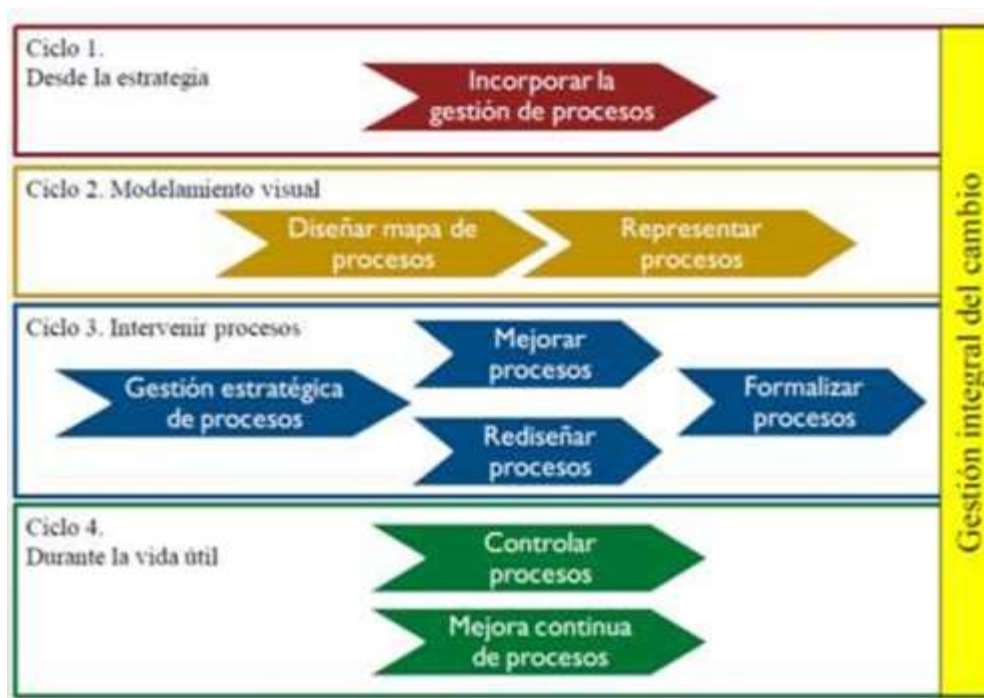 Ciclo 1.
Desde la estrategia
Incorporar la
gestión de procesos
Ciclo 2. Modelamiento visual
Diseñar mapa de
procesos
Representar
procesos
Ciclo 3. Intervenir procesos
Gestión estratégica
de procesos
Mejorar
procesos
Rediseñar
procesos
Formalizar
procesos
Ciclo 4.
Durante la vida útil
Controlar
procesos
Mejora continua
de procesos
Gestión integral del cambio